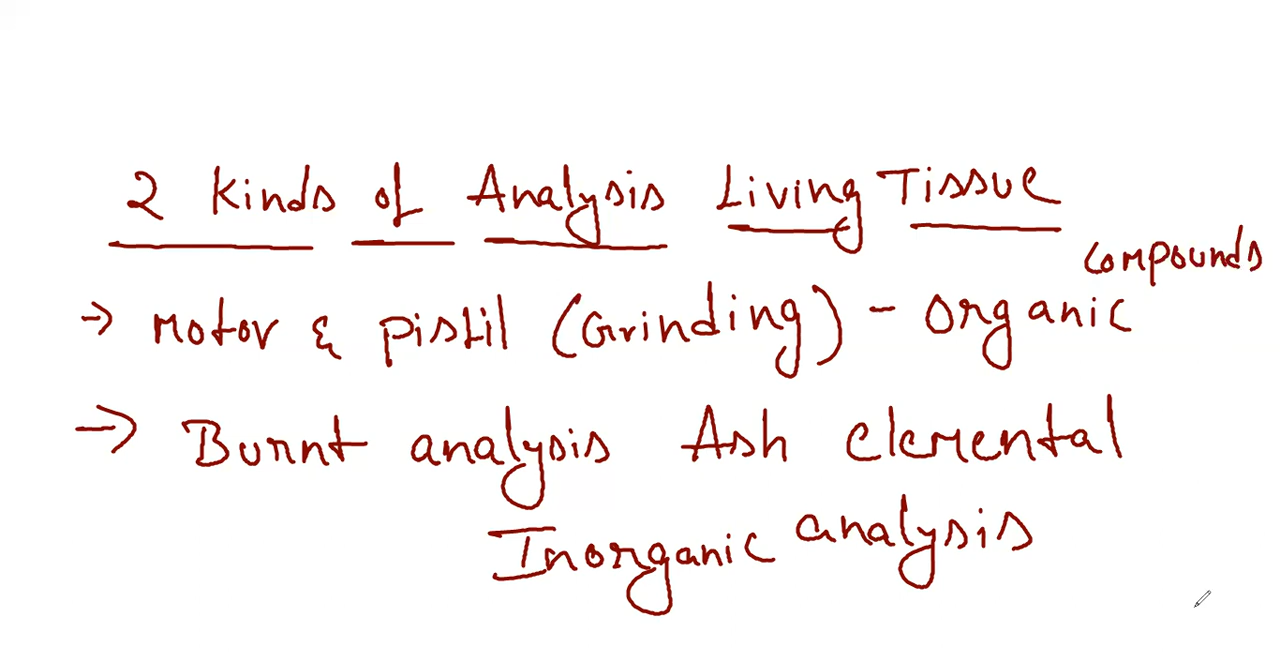 2 Kinds of Analysis Living Tissue
compounds
→ Motor & pistil (Grinding) - organic
→ Burnt analysis Ash elemental
Inorganic analysis